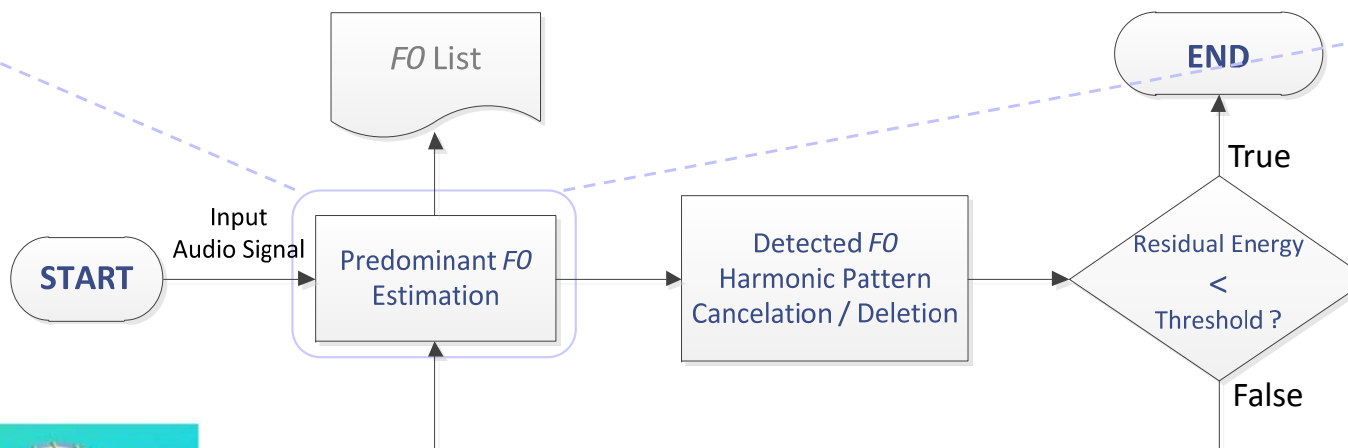 F0 List
END
True
Input
Audio Signal
START
Predominant F0
Estimation
Detected F0
Harmonic Pattern
Cancelation / Deletion
Residual Energy
<
Threshold ?
False